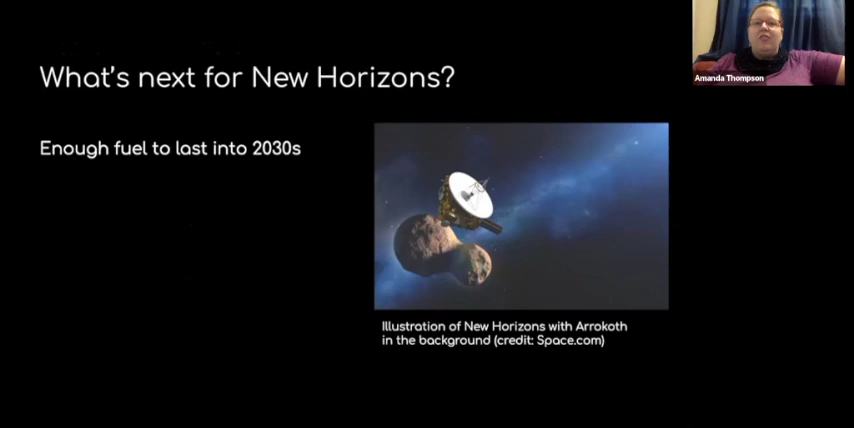 What's next for New Horizons?
Amanda Thompson
Enough fuel to last into 2030s
Illustration of New Horizons with Arrokoth
in the background (credit: Space.com)